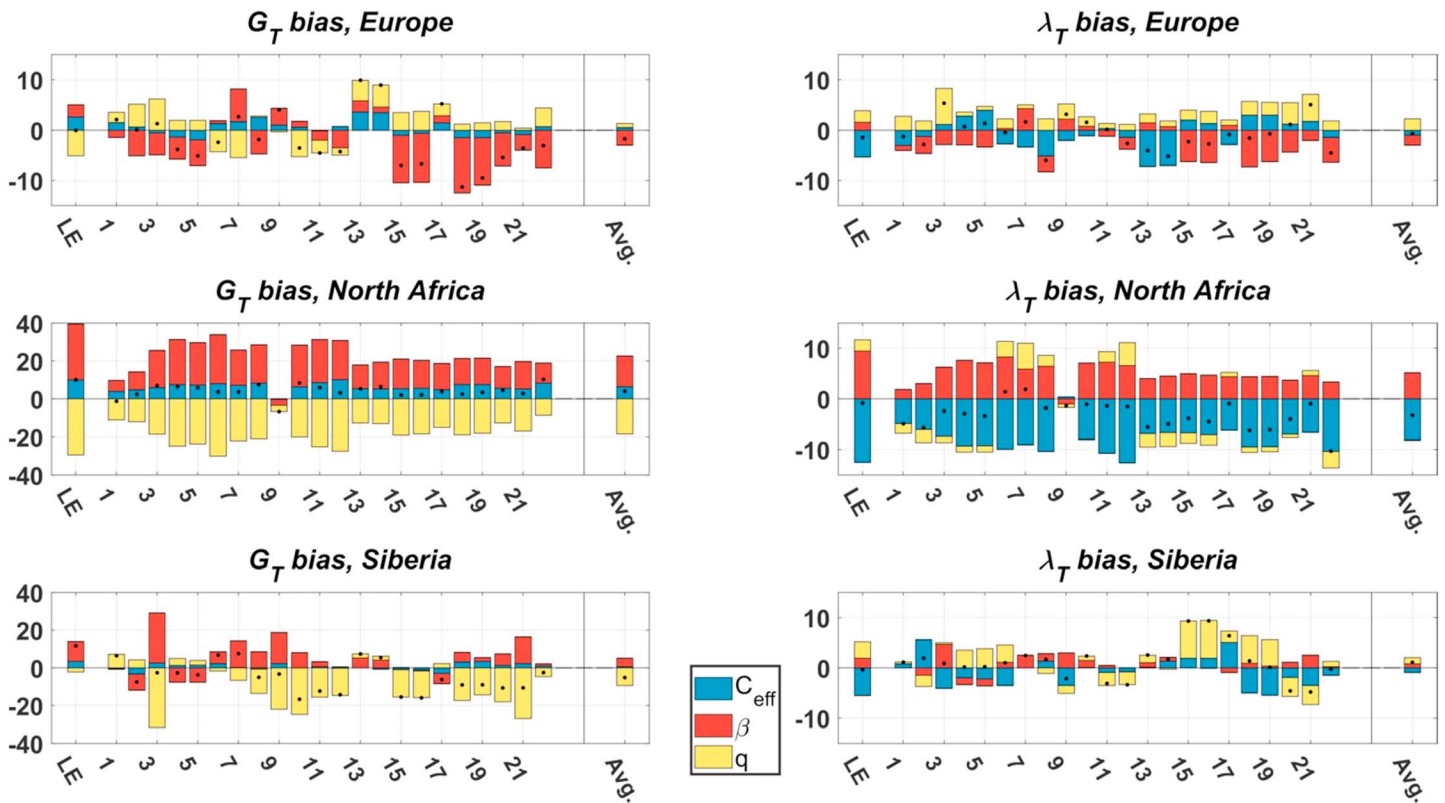 G_T bias, Europe
10
0
-10
LE 1 3 5 7 9 11 13 15 17 19 21 Avg.
λ_T bias, Europe
10
0
-10
LE 1 3 5 7 9 11 13 15 17 19 21 Avg.
G_T bias, North Africa
40
20
0
-20
-40
LE 1 3 5 7 9 11 13 15 17 19 21 Avg.
λ_T bias, North Africa
10
0
-10
LE 1 3 5 7 9 11 13 15 17 19 21 Avg.
G_T bias, Siberia
40
20
0
-20
-40
LE 1 3 5 7 9 11 13 15 17 19 21 Avg.
C_eff
β
q
λ_T bias, Siberia
10
0
-10
LE 1 3 5 7 9 11 13 15 17 19 21 Avg.